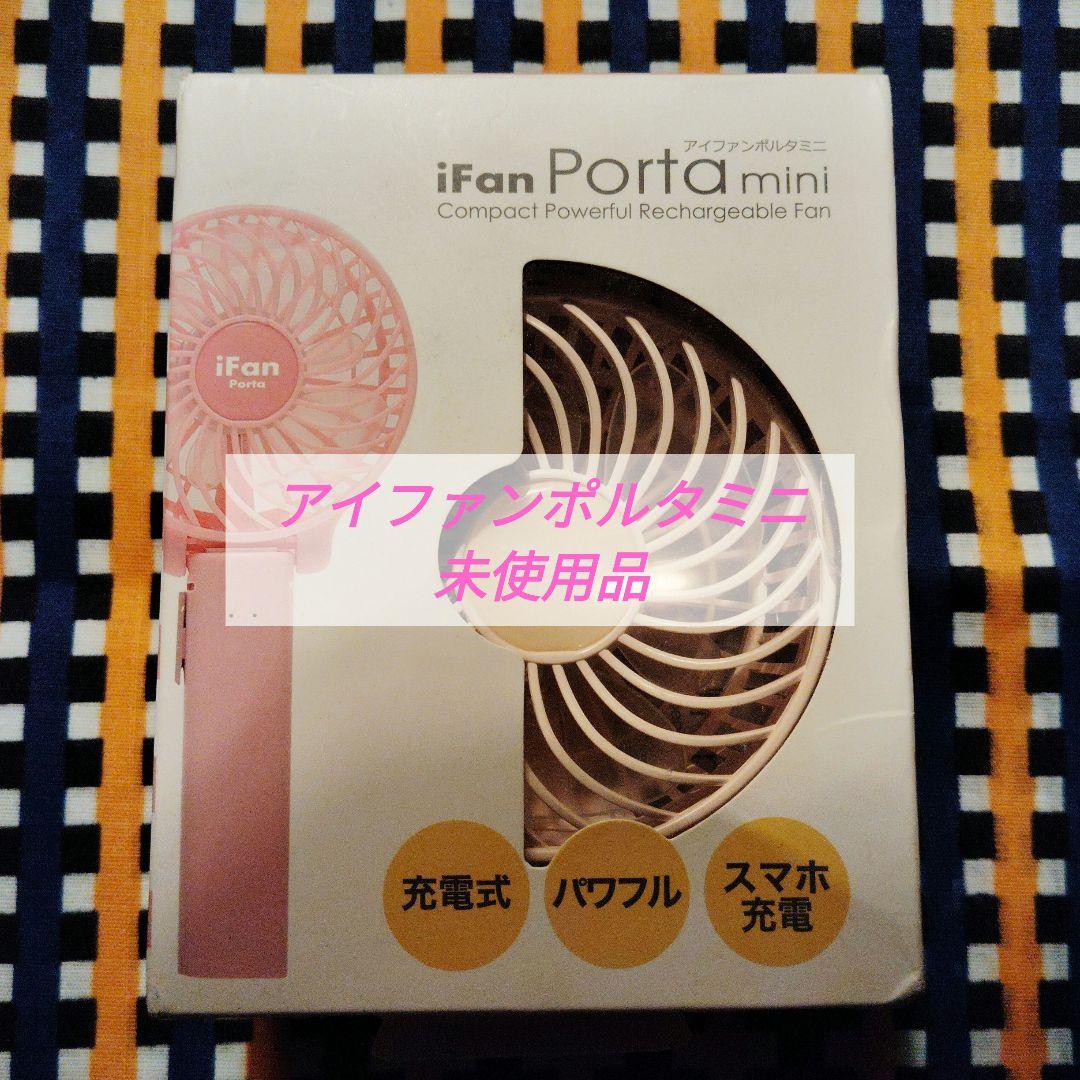 アイファンポルタミニ
iFan Porta mini
Compact Powerful Rechargeable Fan
iFan
Porta
アイファンポルタミニ
未使用品
充電式
パワフル
スマホ
充電